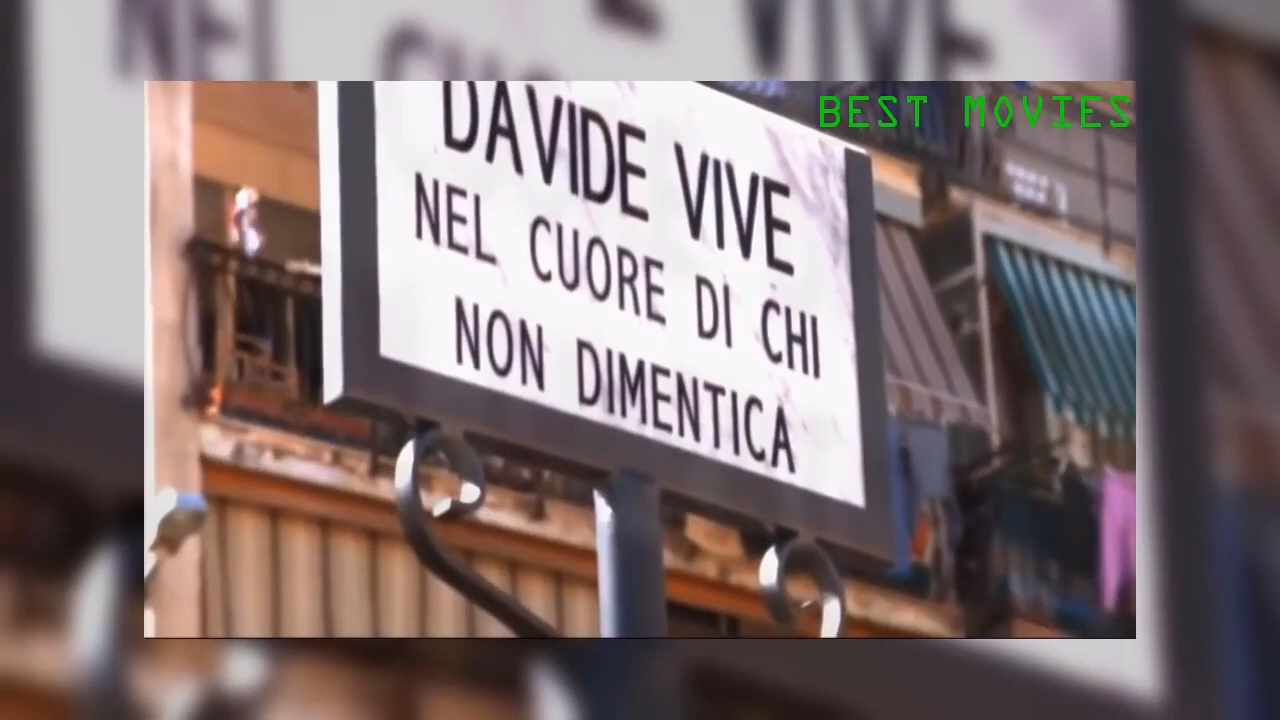 BEST MOVIES
DAVIDE VIVE
NEL CUORE DI CHI
NON DIMENTICA